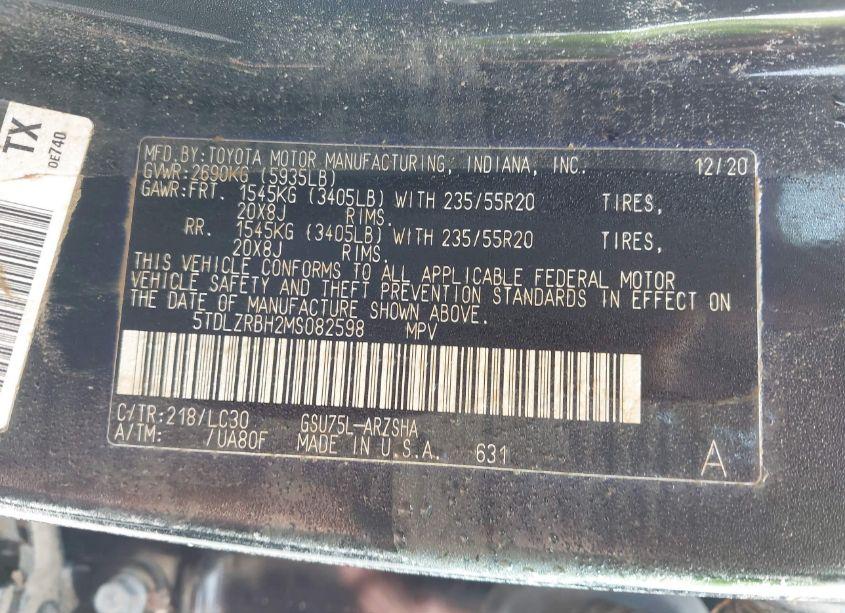 TX
0E740
MFD.BY:TOYOTA MOTOR MANUFACTURING, INDIANA, INC. 12/20
GVWR:2690KG (5935LB)
GAWR:FRT. 1545KG (3405LB) WITH 235/55R20 TIRES,
20X8J RIMS.
RR. 1545KG (3405LB) WITH 235/55R20 TIRES,
20X8J RIMS.
THIS VEHICLE CONFORMS TO ALL APPLICABLE FEDERAL MOTOR
VEHICLE SAFETY AND THEFT PREVENTION STANDARDS IN EFFECT ON
THE DATE OF MANUFACTURE SHOWN ABOVE.
5TDLZRBH2MS082598 MPV
C/TR:218/LC30 GSU75L-ARZSHA
A/TM: /UA80F MADE IN U.S.A. 631 A